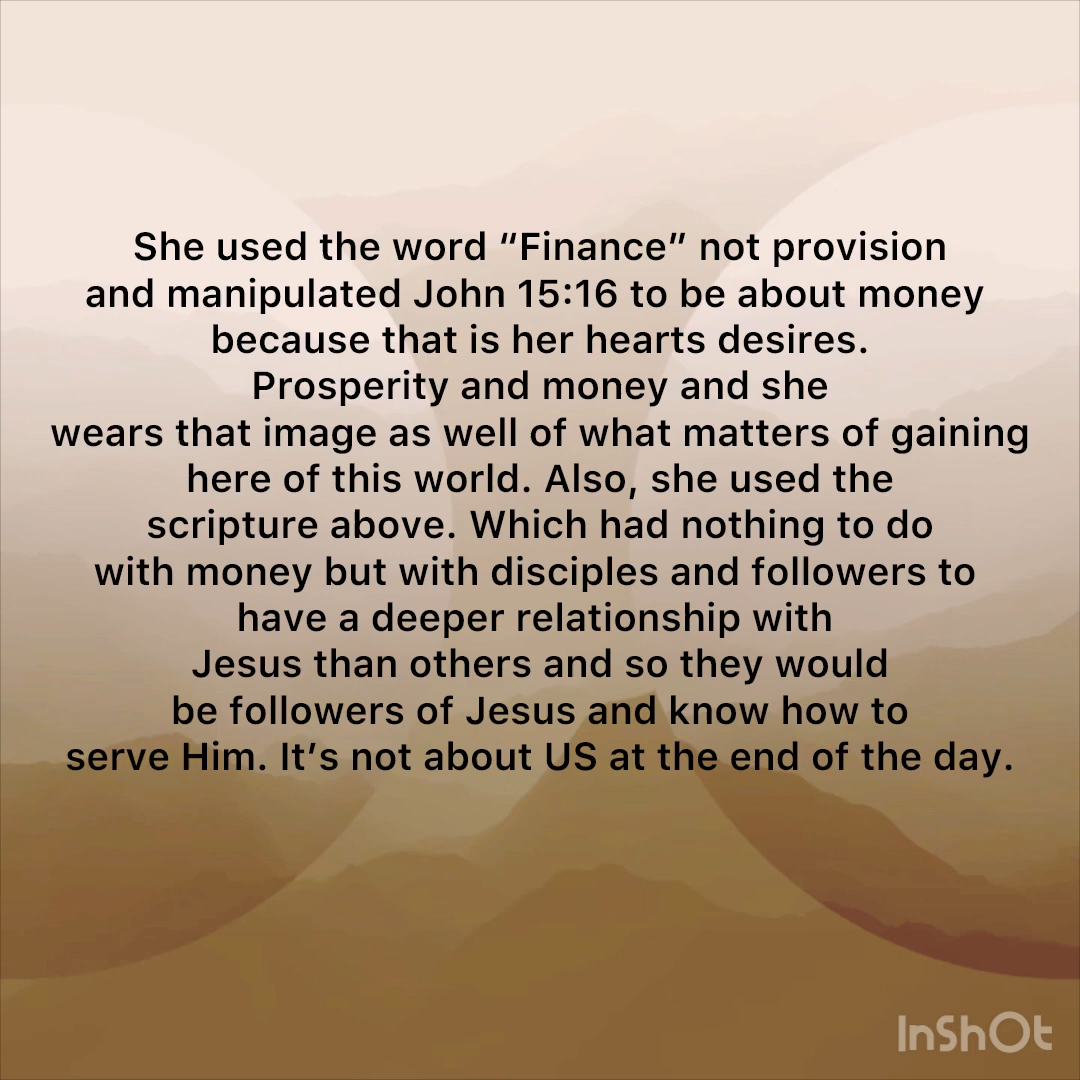 She used the word “Finance” not provision
and manipulated John 15:16 to be about money
because that is her hearts desires.
Prosperity and money and she
wears that image as well of what matters of gaining
here of this world. Also, she used the
scripture above. Which had nothing to do
with money but with disciples and followers to
have a deeper relationship with
Jesus than others and so they would
be followers of Jesus and know how to
serve Him. It’s not about US at the end of the day.
InShOt